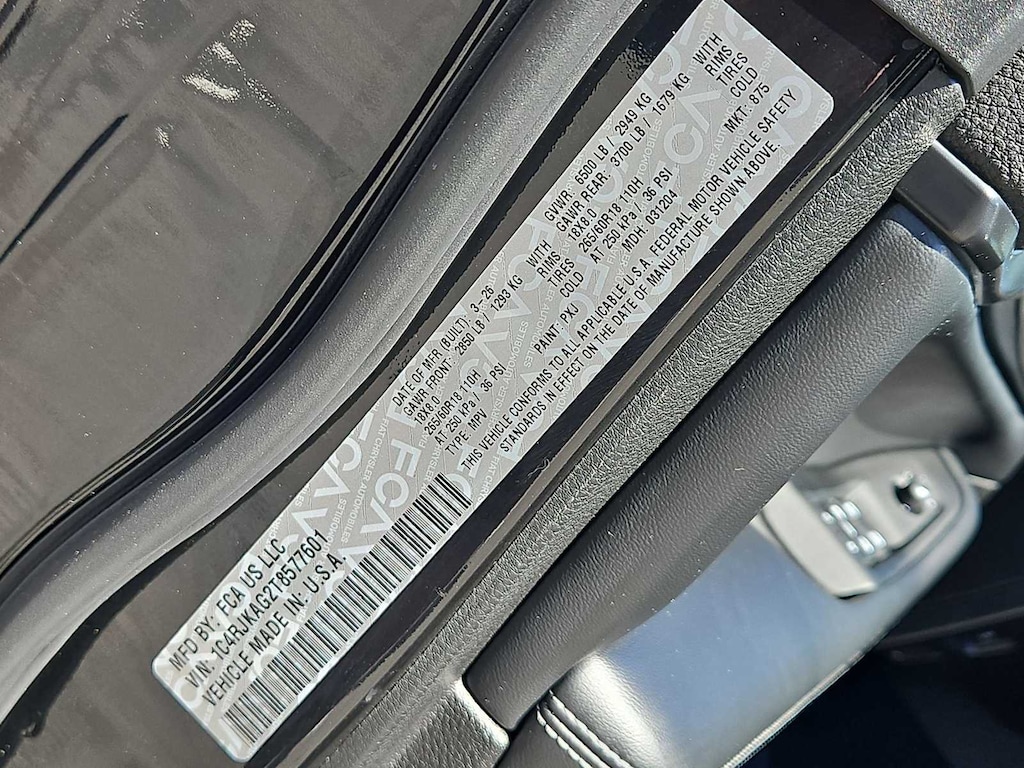 MFD BY: FCA US LLC
VIN: 1C4RJKAG2T8577601
VEHICLE MADE IN: U.S.A.
DATE OF MFR (BUILT): 3-26
GVWR: 6500 LB / 2949 KG
GAWR FRONT: 2850 LB / 1293 KG WITH
18X8.0 RIMS
265/60R18 110H TIRES
AT 250 kPa / 36 PSI COLD
GAWR REAR: 3700 LB / 1679 KG WITH
18X8.0 RIMS
265/60R18 110H TIRES
AT 250 kPa / 36 PSI COLD
TYPE: MPV
PAINT: PXJ
MKT: 875
THIS VEHICLE CONFORMS TO ALL APPLICABLE U.S.A. FEDERAL MOTOR VEHICLE SAFETY
STANDARDS IN EFFECT ON THE DATE OF MANUFACTURE SHOWN ABOVE.